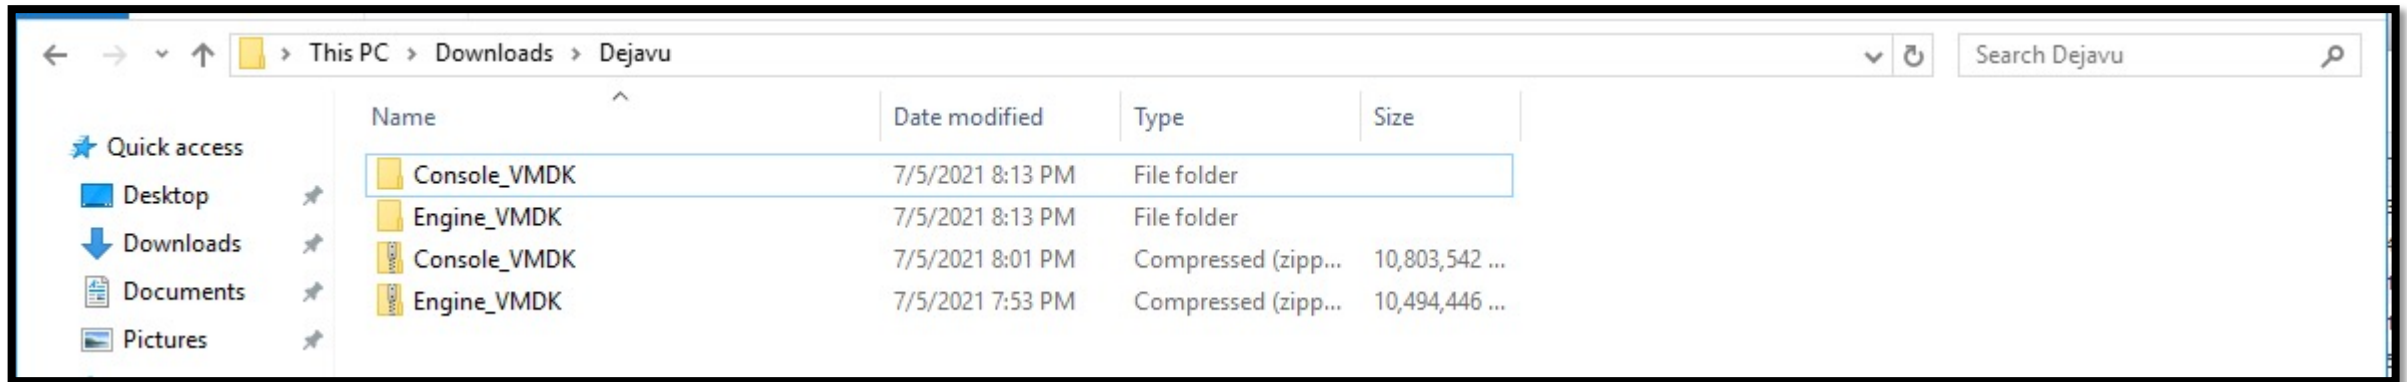 This PC > Downloads > Dejavu
Search Dejavu
Name Date modified Type Size
Quick access
Desktop
Downloads
Documents
Pictures
Console_VMDK 7/5/2021 8:13 PM File folder
Engine_VMDK 7/5/2021 8:13 PM File folder
Console_VMDK 7/5/2021 8:01 PM Compressed (zipp... 10,803,542 ...
Engine_VMDK 7/5/2021 7:53 PM Compressed (zipp... 10,494,446 ...